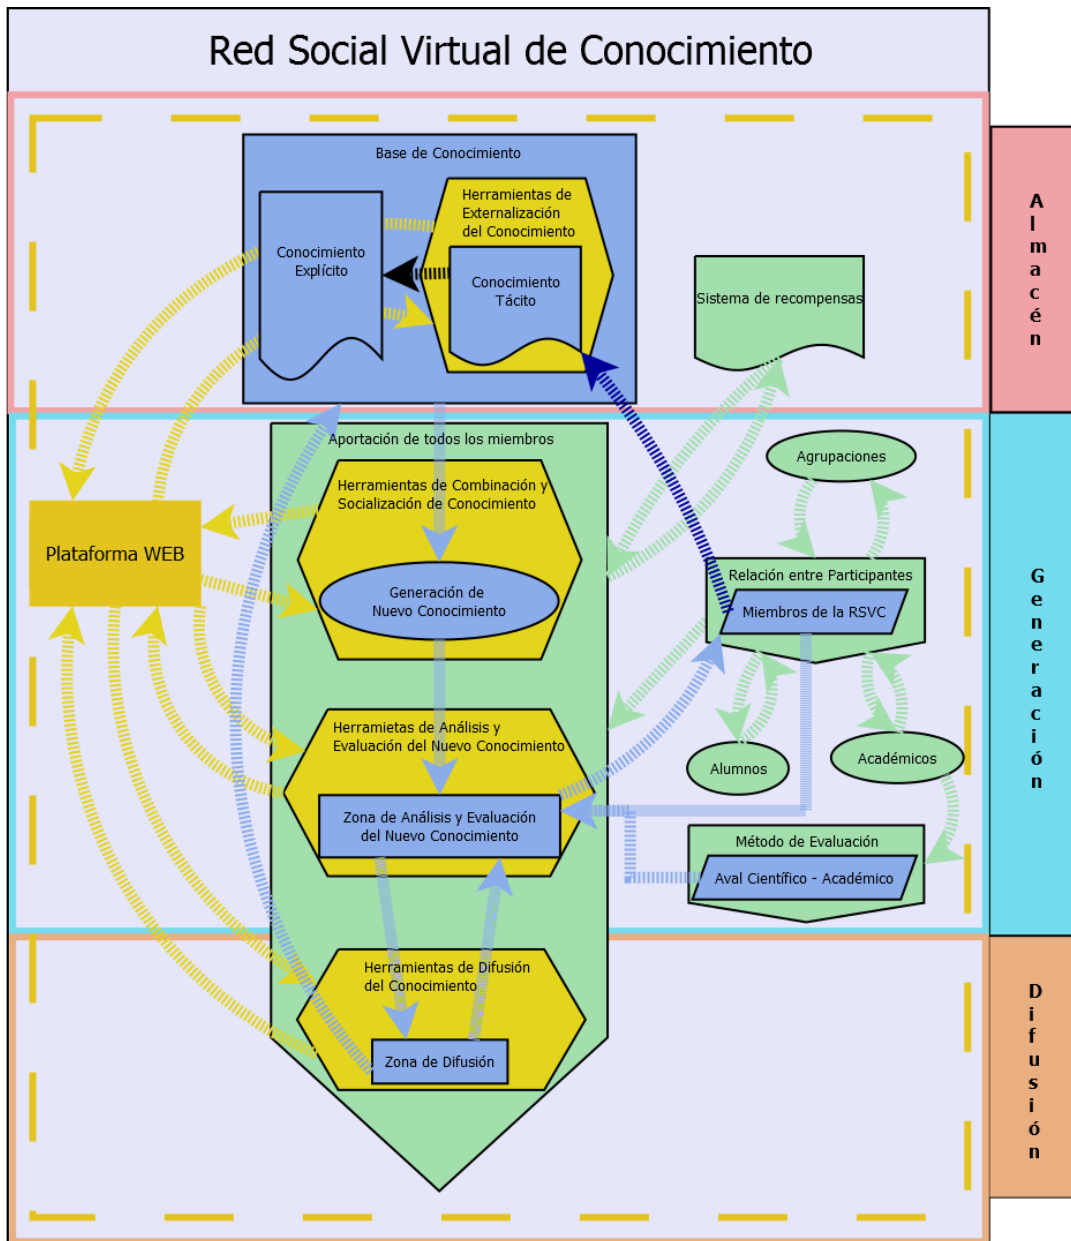 Red Social Virtual de Conocimiento
Base de Conocimiento
Herramientas de
Externalización
del Conocimiento
Conocimiento
Explícito
Conocimiento
Tácito
Sistema de recompensas
Almacén
Aportación de todos los miembros
Herramientas de Combinación y
Socialización de Conocimiento
Generación de
Nuevo Conocimiento
Plataforma WEB
Agrupaciones
Relación entre Participantes
Miembros de la RSVC
Alumnos
Académicos
Generación
Herramietas de Análisis y
Evaluación del Nuevo Conocimiento
Zona de Análisis y Evaluación
del Nuevo Conocimiento
Método de Evaluación
Aval Científico - Académico
Herramientas de Difusión
del Conocimiento
Zona de Difusión
Difusión